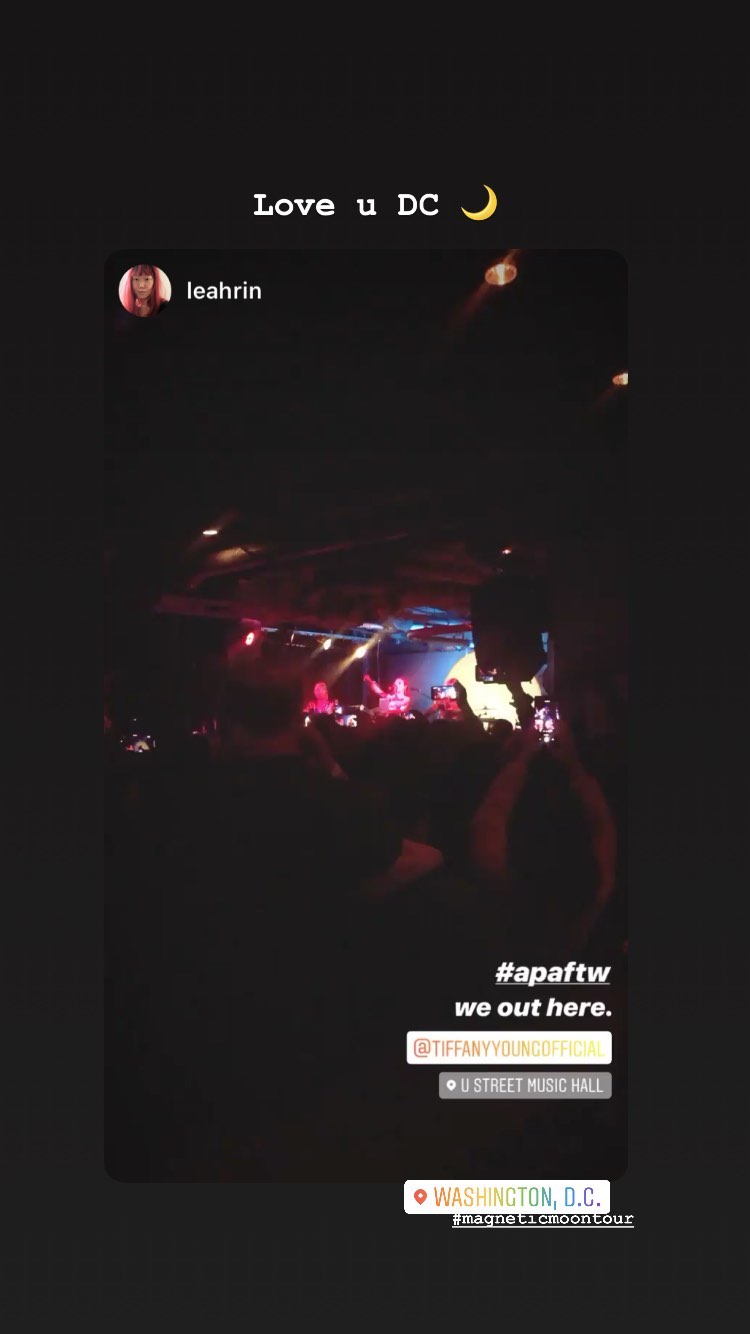 Love u DC 🌙
leahrin
#apaftw
we out here.
@TIFFANYYOUNGOFFICIAL
U STREET MUSIC HALL
WASHINGTON, D.C.
#magneticmoontour